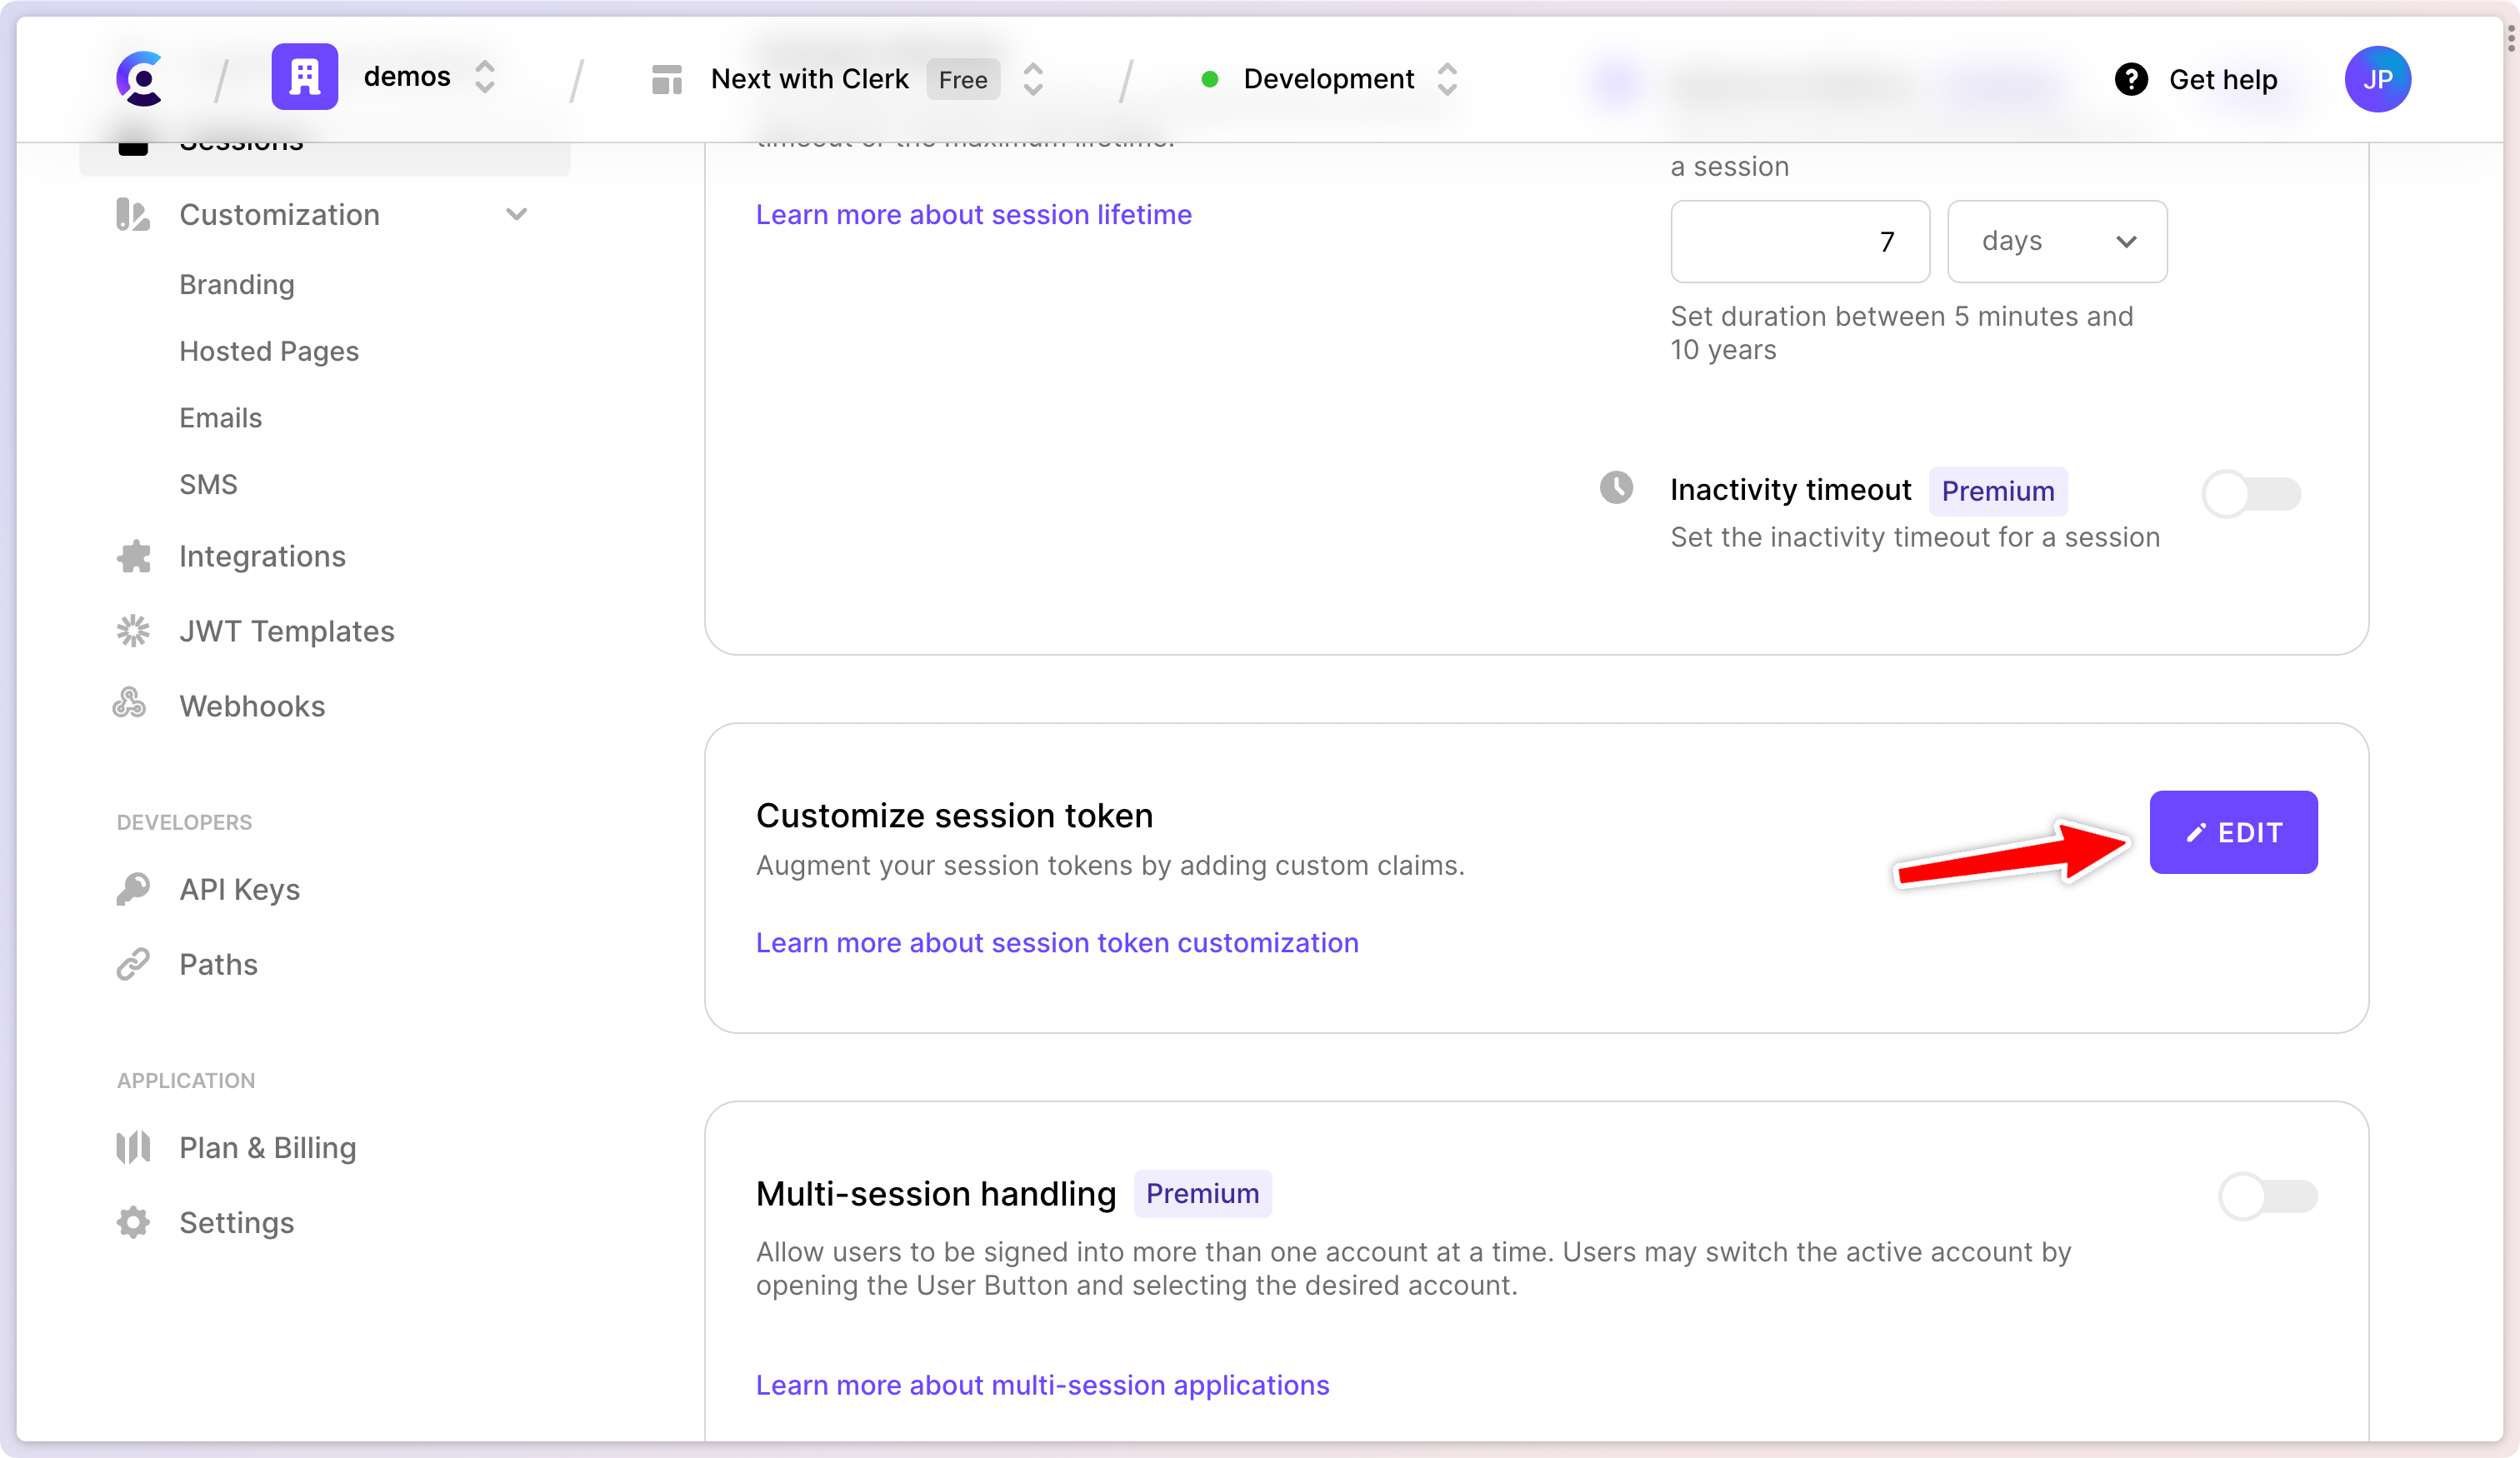 demos
Next with Clerk Free
Development
Get help
JP
Sessions
Customization
Branding
Hosted Pages
Emails
SMS
Integrations
JWT Templates
Webhooks
DEVELOPERS
API Keys
Paths
APPLICATION
Plan & Billing
Settings
timeout or the maximum lifetime.
Learn more about session lifetime
a session
7 days
Set duration between 5 minutes and
10 years
Inactivity timeout Premium
Set the inactivity timeout for a session
Customize session token
Augment your session tokens by adding custom claims.
Learn more about session token customization
EDIT
Multi-session handling Premium
Allow users to be signed into more than one account at a time. Users may switch the active account by
opening the User Button and selecting the desired account.
Learn more about multi-session applications